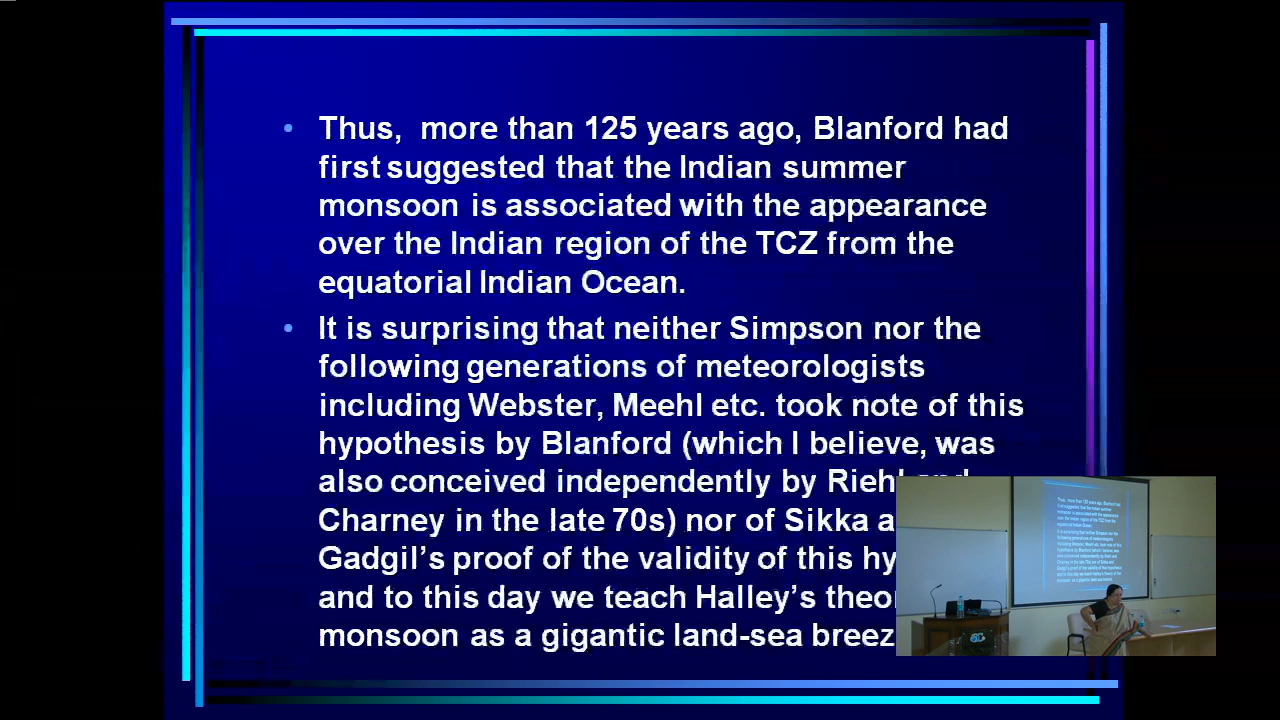 Thus, more than 125 years ago, Blanford had
first suggested that the Indian summer
monsoon is associated with the appearance
over the Indian region of the TCZ from the
equatorial Indian Ocean.
It is surprising that neither Simpson nor the
following generations of meteorologists
including Webster, Meehl etc. took note of this
hypothesis by Blanford (which I believe, was
also conceived independently by Riehl and
Charney in the late 70s) nor of Sikka
Gadgil's proof of the validity of this
and to this day we teach Halley's
monsoon as a gigantic land-sea